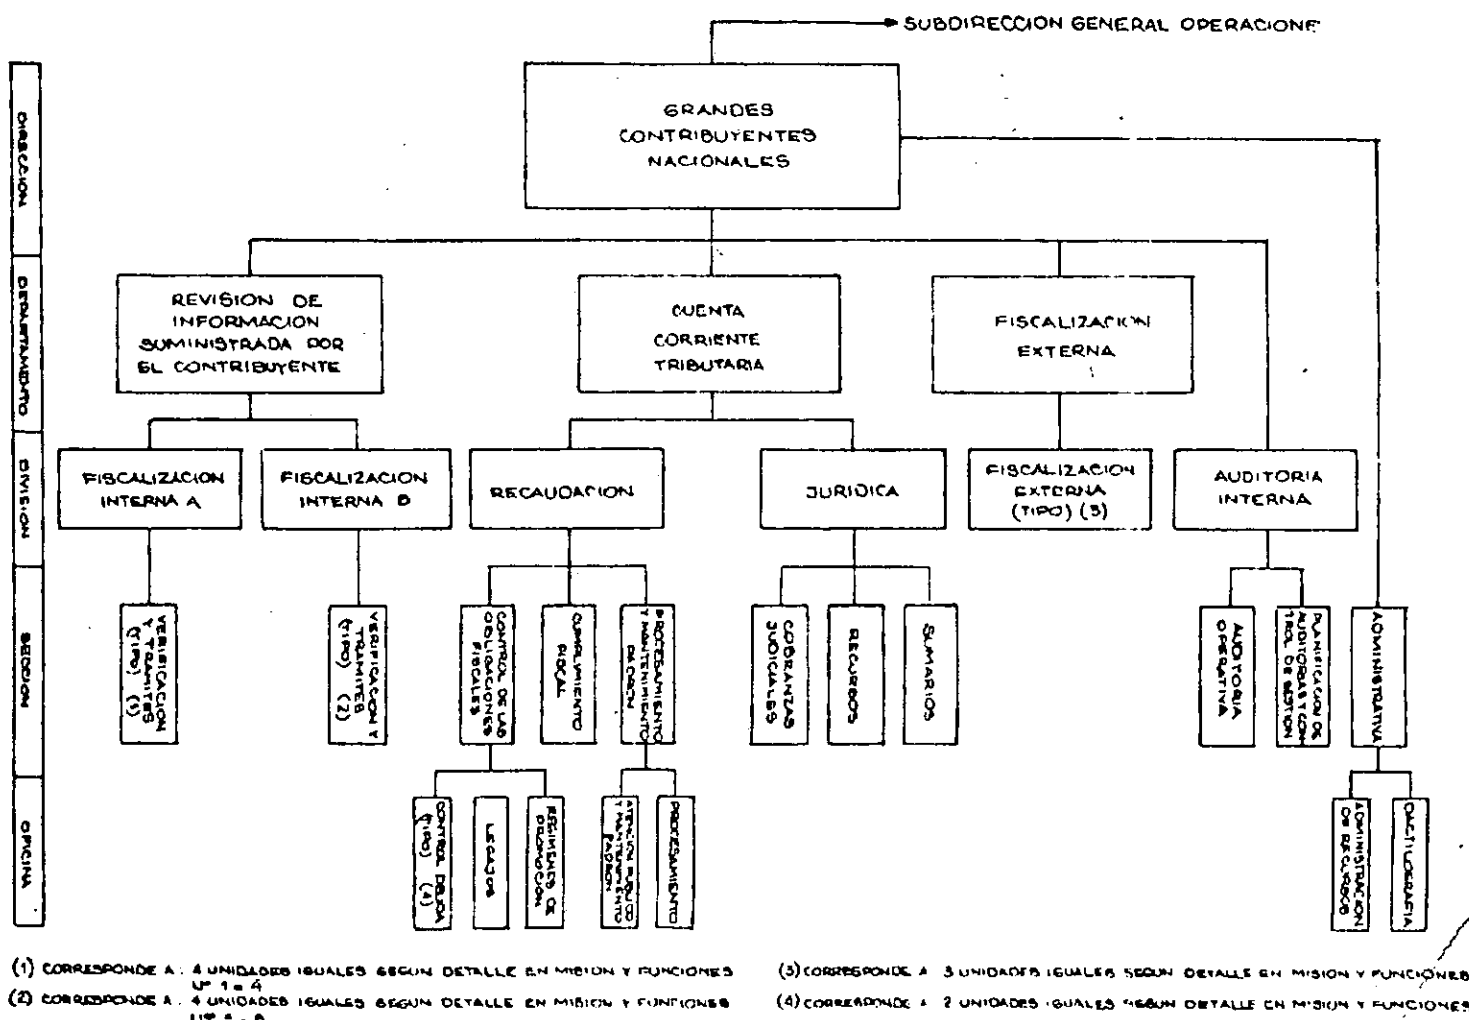 SUBDIRECCION GENERAL OPERACIONE
DIRECCION
GRANDES
CONTRIBUYENTES
NACIONALES
DEPARTAMENTO
REVISION DE
INFORMACION
SUMINISTRADA POR
EL CONTRIBUYENTE
CUENTA
CORRIENTE
TRIBUTARIA
FISCALIZACION
EXTERNA
DIVISION
FISCALIZACION
INTERNA A
FISCALIZACION
INTERNA B
RECAUDACION
JURIDICA
FISCALIZACION
EXTERNA
(TIPO) (3)
AUDITORIA
INTERNA
SECCION
VERIFICACION
Y TRAMITES
(TIPO) (1)
VERIFICACION Y
TRAMITES
(TIPO) (2)
CONTROL DE LAS
OBLIGACIONES
FISCALES
CUMPLIMIENTO
FISCAL
PROCESAMIENTO
Y MANTENIMIENTO
PADRON
COBRANZAS
JUDICIALES
RECURSOS
SUMARIOS
AUDITORIA
OPERATIVA
PLANIFICACION DE
AUDITORIAS Y CON
TROL DE GESTION
ADMINISTRATIVA
OFICINA
CONTROL DEUDA
(TIPO) (4)
LEGAJOS
REGIMENES DE
PROMOCION
ATENCION PUBLICO
Y MANTENIMIENTO
PADRON
PROCESAMIENTO
ADMINISTRACION
DE RECURSOS
DACTILOGRAFIA
(1) CORRESPONDE A: 4 UNIDADES IGUALES SEGUN DETALLE EN MISION Y FUNCIONES
Nº 1 - 4
(2) CORRESPONDE A: 4 UNIDADES IGUALES SEGUN DETALLE EN MISION Y FUNCIONES
(3) CORRESPONDE A 3 UNIDADES IGUALES SEGUN DETALLE EN MISION Y FUNCIONES
(4) CORRESPONDE A 2 UNIDADES IGUALES SEGUN DETALLE EN MISION Y FUNCIONES